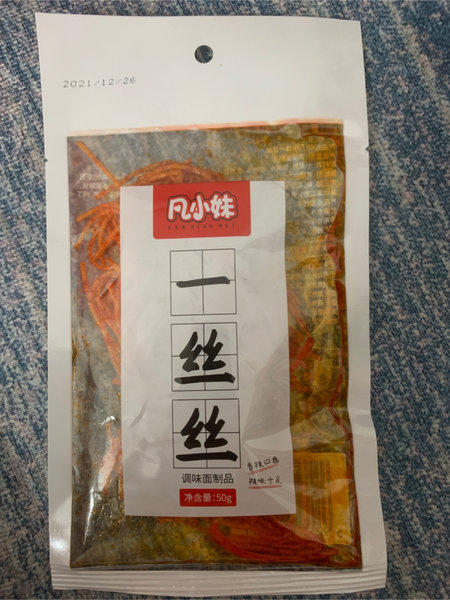 2021/12/26
凡小妹
FAN XIAO MEI
一
丝
丝
调味面制品
净含量:50g
香辣口感
辣味十足